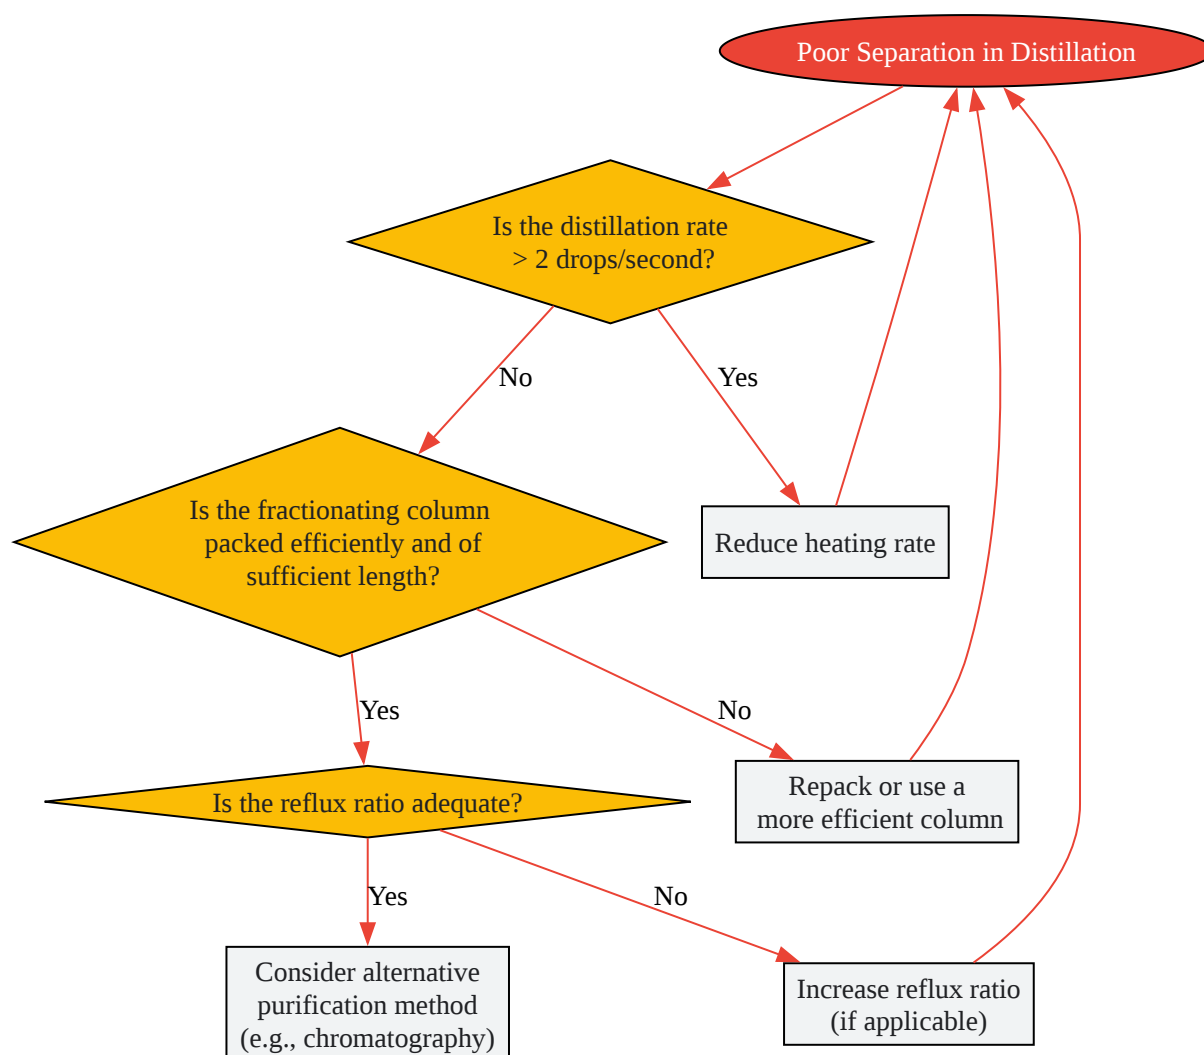 Poor Separation in Distillation
Is the distillation rate
> 2 drops/second?
No
Yes
Is the fractionating column
packed efficiently and of
sufficient length?
Reduce heating rate
Yes
No
Is the reflux ratio adequate?
Repack or use a
more efficient column
Yes
No
Consider alternative
purification method
(e.g., chromatography)
Increase reflux ratio
(if applicable)